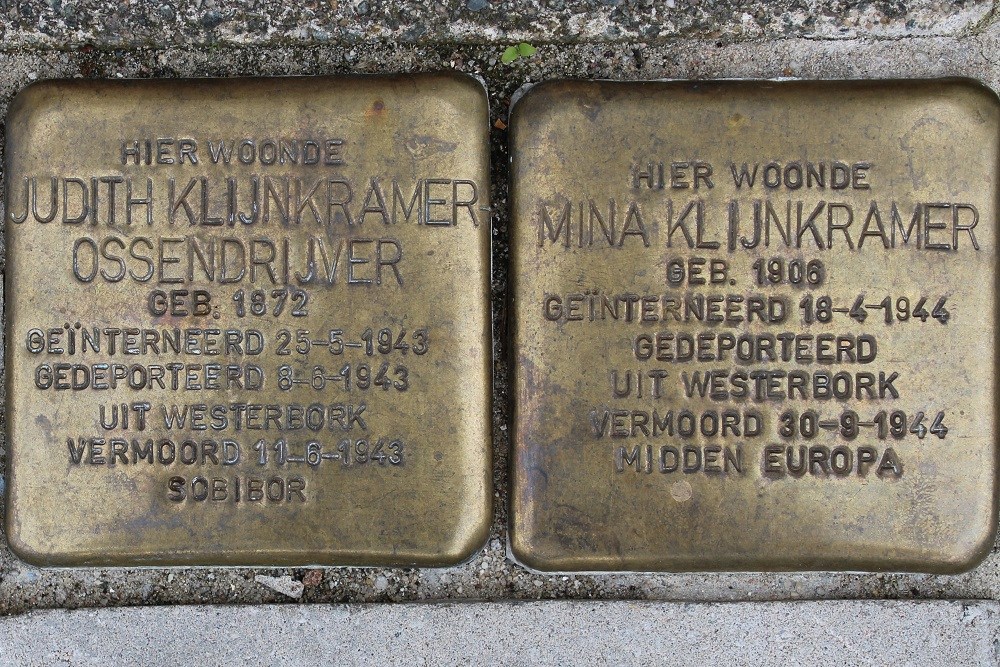 HIER WOONDE
JUDITH KLIJNKRAMER
OSSENDRIJVER
GEB. 1872
GEÏNTERNEERD 25-5-1943
GEDEPORTEERD 8-6-1943
UIT WESTERBORK
VERMOORD 11-6-1943
SOBIBOR
HIER WOONDE
MINA KLIJNKRAMER
GEB. 1906
GEÏNTERNEERD 18-4-1944
GEDEPORTEERD
UIT WESTERBORK
VERMOORD 30-9-1944
MIDDEN EUROPA